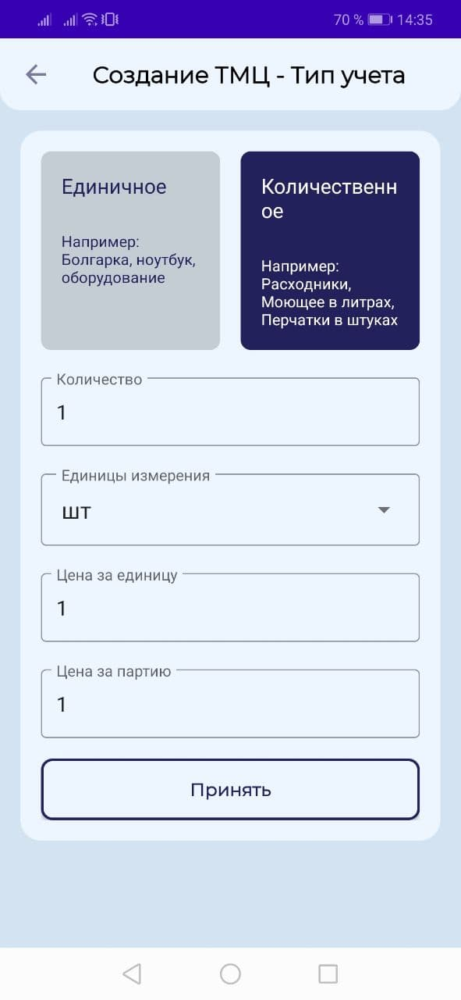 70 % 14:35
Создание ТМЦ - Тип учета
Единичное
Например:
Болгарка, ноутбук,
оборудование
Количественн
ое
Например:
Расходники,
Моющее в литрах,
Перчатки в штуках
Количество
1
Единицы измерения
шт
Цена за единицу
1
Цена за партию
1
Принять